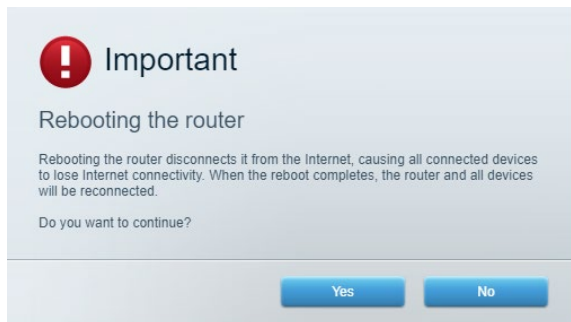 Important
Rebooting the router
Rebooting the router disconnects it from the Internet, causing all connected devices
to lose Internet connectivity. When the reboot completes, the router and all devices
will be reconnected.
Do you want to continue?
Yes
No